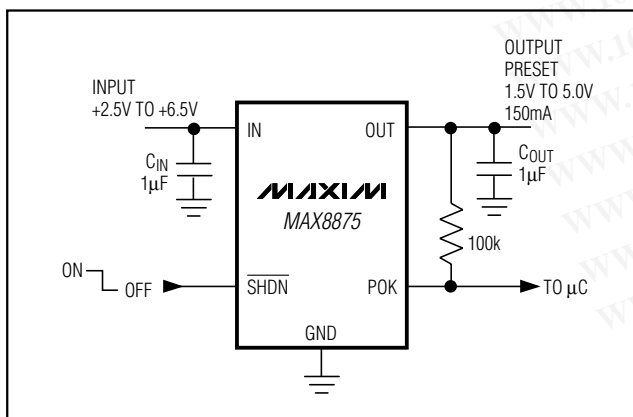 INPUT
+2.5V TO +6.5V
OUTPUT
PRESET
1.5V TO 5.0V
150mA
IN
OUT
CIN
1µF
COUT
1µF
MAXIM
MAX8875
100k
ON
OFF
SHDN
POK
TO µC
GND